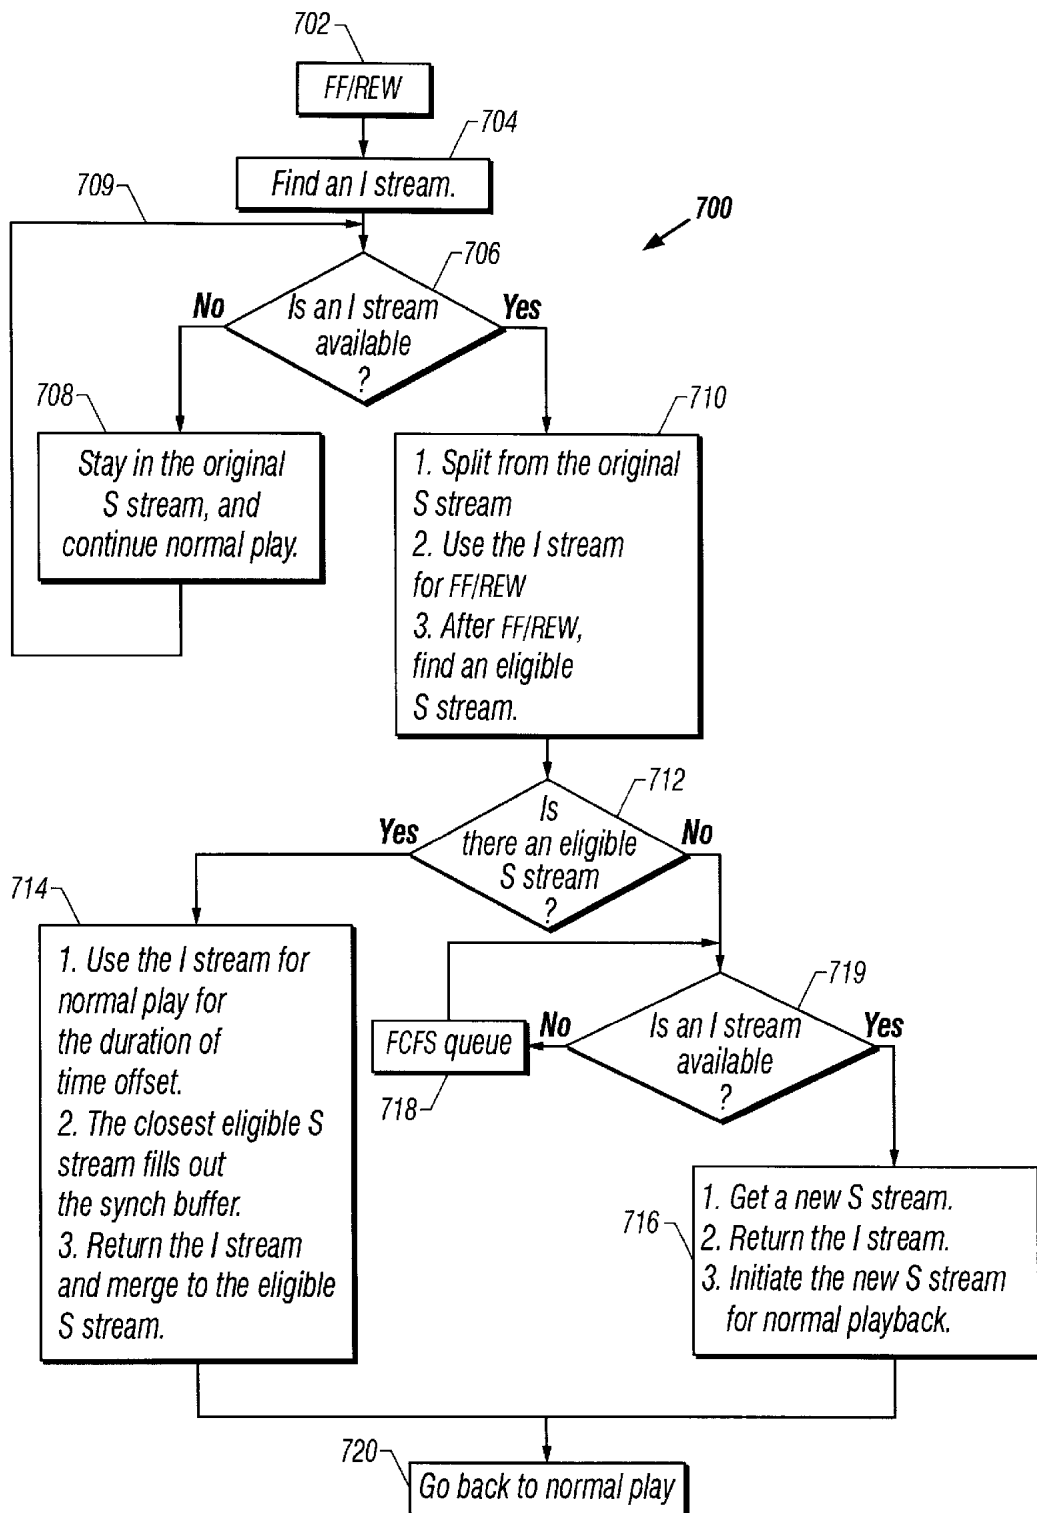 702
FF/REW
704
Find an I stream.
709
700
706
No
Yes
Is an I stream
available
?
708
710
Stay in the original
S stream, and
continue normal play.
1. Split from the original
S stream
2. Use the I stream
for FF/REW
3. After FF/REW,
find an eligible
S stream.
712
Yes
No
Is
there an eligible
S stream
?
714
1. Use the I stream for
normal play for
the duration of
time offset.
2. The closest eligible S
stream fills out
the synch buffer.
3. Return the I stream
and merge to the eligible
S stream.
719
No
Yes
Is an I stream
available
?
FCFS queue
718
716
1. Get a new S stream.
2. Return the I stream.
3. Initiate the new S stream
for normal playback.
720
Go back to normal play